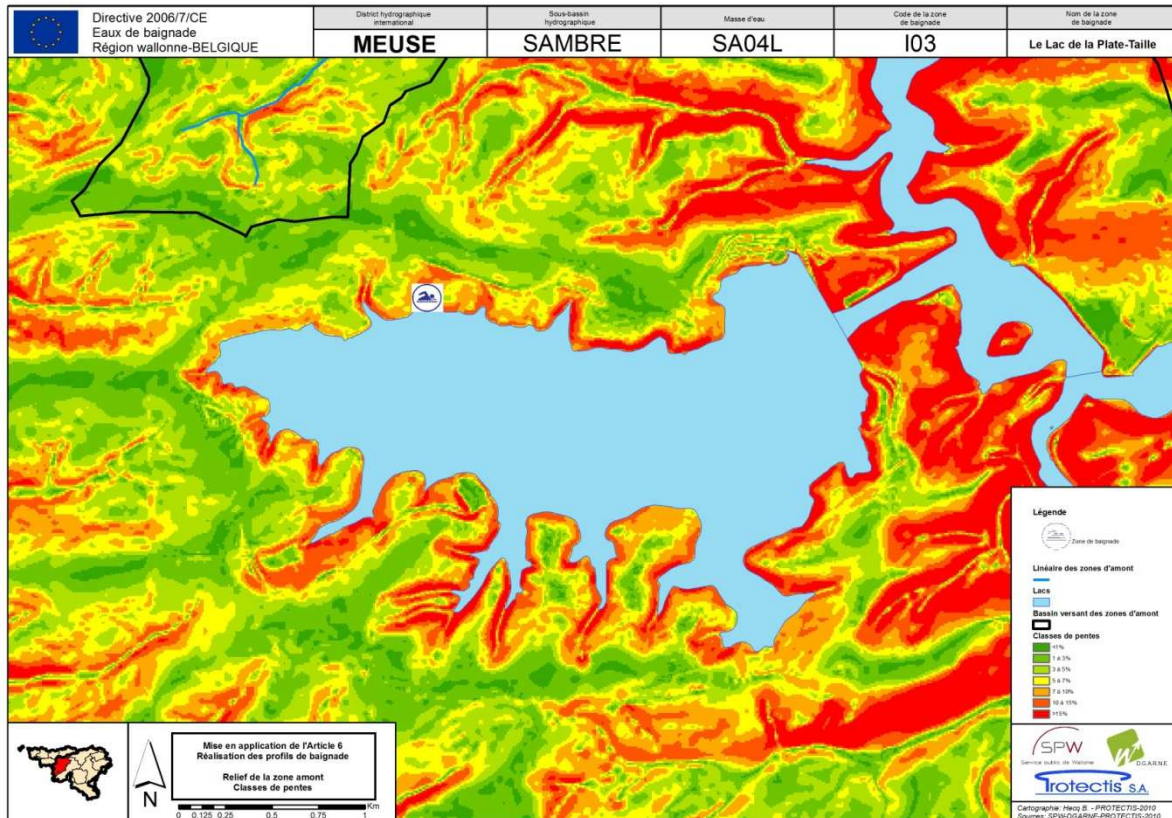 Directive 2006/7/CE
Eaux de baignade
Région wallonne-BELGIQUE
District hydrographique
international
MEUSE
Sous-bassin
hydrographique
SAMBRE
Masse d'eau
SA04L
Code de la zone
de baignade
I03
Nom de la zone
de baignade
Le Lac de la Plate-Taille
Légende
Zone de baignade
Linéaire des zones d'amont
Lacs
Bassin versant des zones d'amont
Classes de pentes
<1%
1 à 3%
3 à 5%
5 à 7%
7 à 10%
10 à 15%
>15%
Mise en application de l'Article 6
Réalisation des profils de baignade
Relief de la zone amont
Classes de pentes
N
Km
0 0.125 0.25 0.5 0.75 1
SPW
Service public de Wallonie
DGARNE
Protectis S.A.
Cartographie: Hecq B. - PROTECTIS-2010
Sources: SPW-DGARNE-PROTECTIS-2010